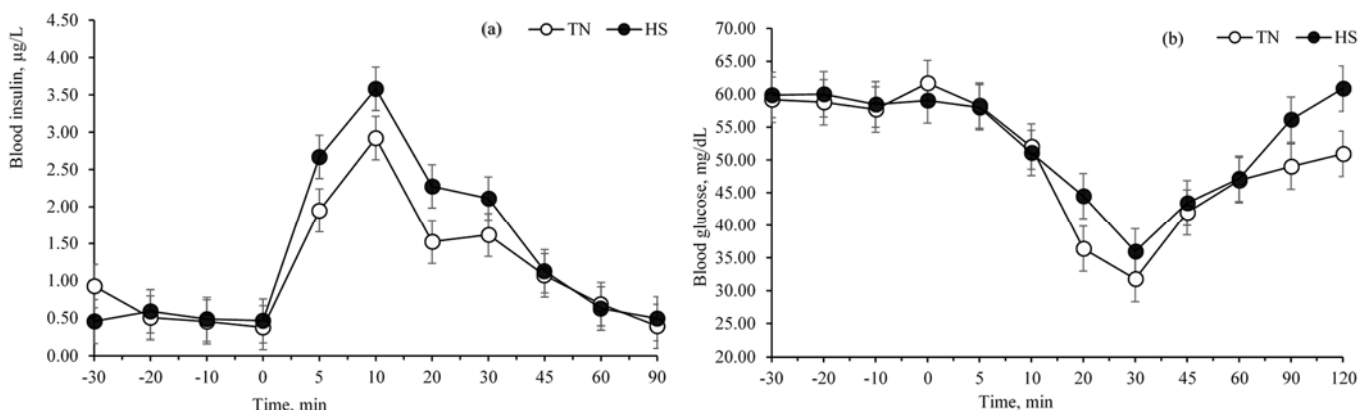 (a) TN HS
Blood insulin, µg/L
4.50
4.00
3.50
3.00
2.50
2.00
1.50
1.00
0.50
0.00
-30 -20 -10 0 5 10 20 30 45 60 90
Time, min
(b) TN HS
Blood glucose, mg/dL
70.00
65.00
60.00
55.00
50.00
45.00
40.00
35.00
30.00
25.00
20.00
-30 -20 -10 0 5 10 20 30 45 60 90 120
Time, min